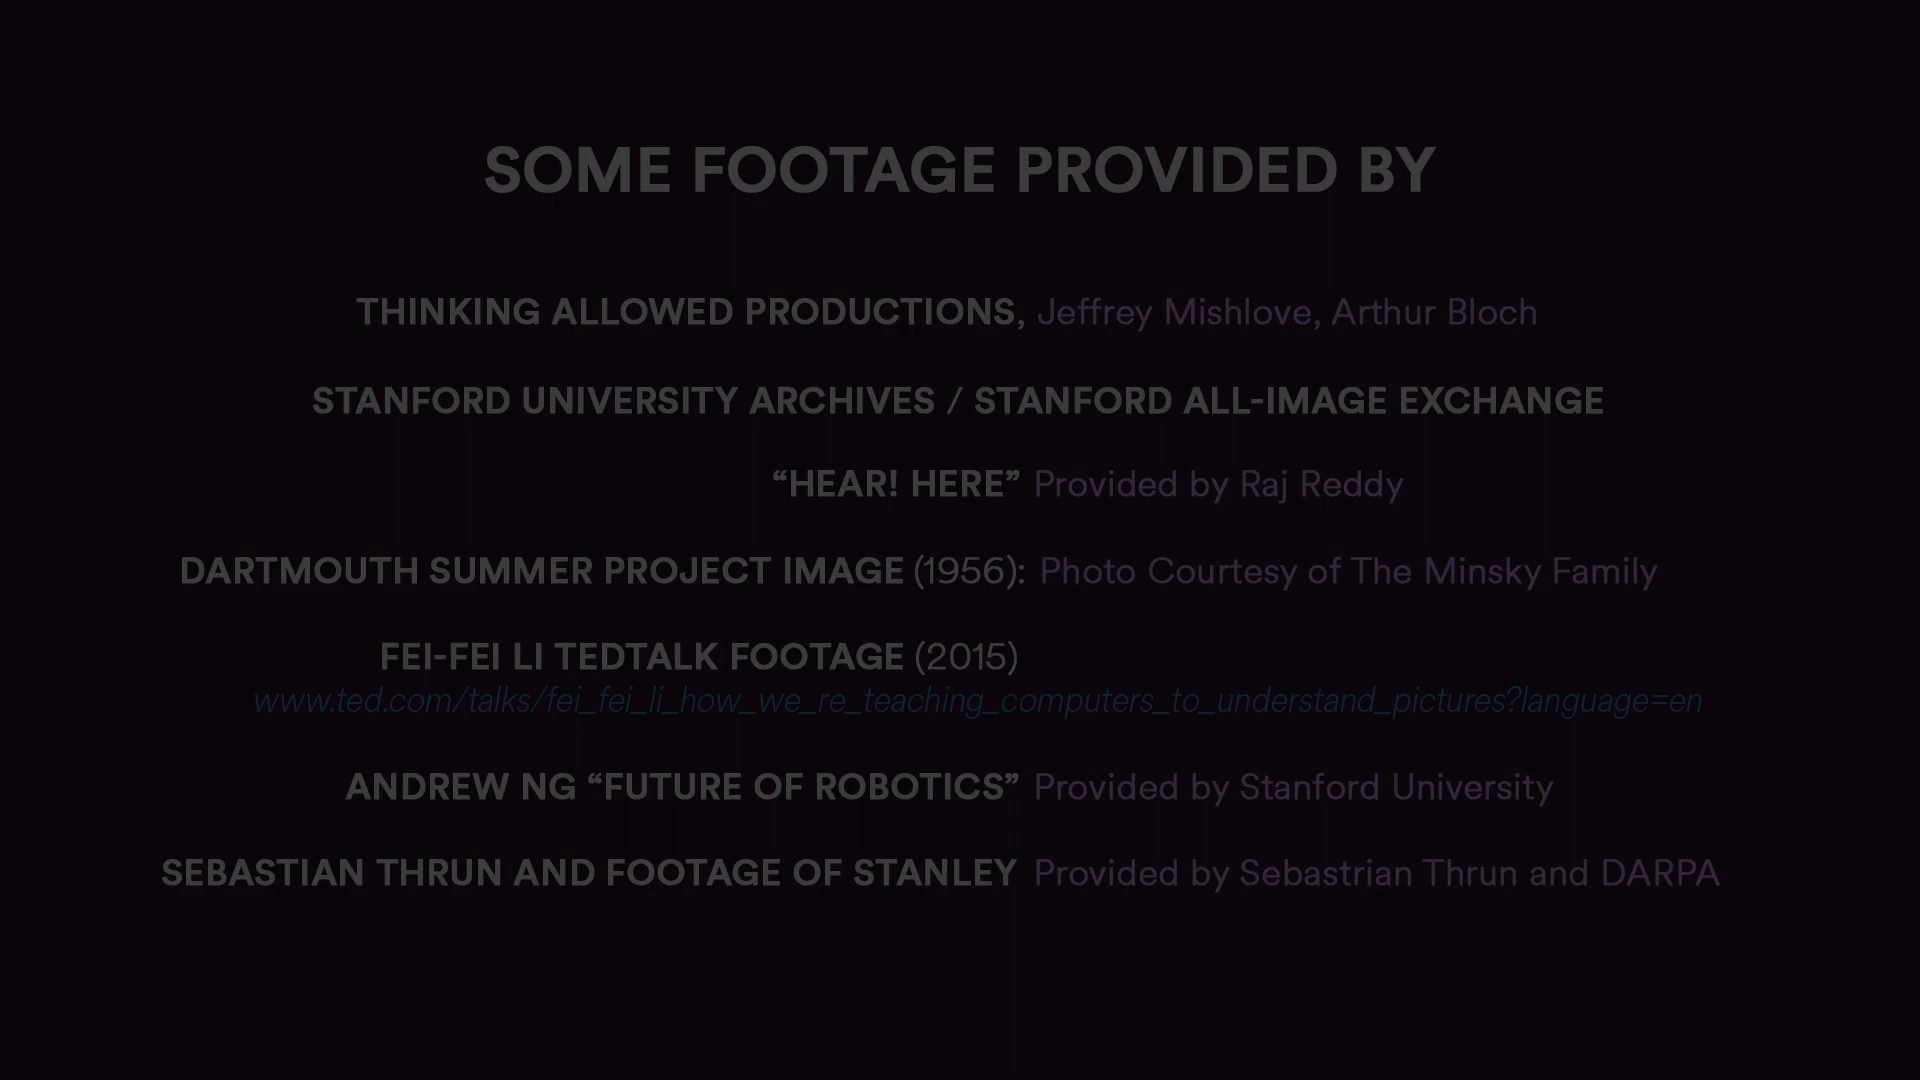 SOME FOOTAGE PROVIDED BY
THINKING ALLOWED PRODUCTIONS, Jeffrey Mishlove, Arthur Bloch
STANFORD UNIVERSITY ARCHIVES / STANFORD ALL-IMAGE EXCHANGE
“HEAR! HERE” Provided by Raj Reddy
DARTMOUTH SUMMER PROJECT IMAGE (1956): Photo Courtesy of The Minsky Family
FEI-FEI LI TEDTALK FOOTAGE (2015)
www.ted.com/talks/fei_fei_li_how_we_re_teaching_computers_to_understand_pictures?language=en
ANDREW NG “FUTURE OF ROBOTICS” Provided by Stanford University
SEBASTIAN THRUN AND FOOTAGE OF STANLEY Provided by Sebastrian Thrun and DARPA